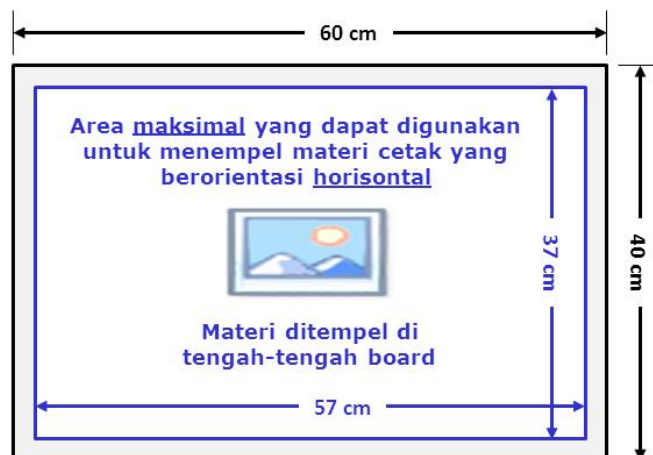 60 cm
Area maksimal yang dapat digunakan
untuk menempel materi cetak yang
berorientasi horisontal
37 cm
40 cm
Materi ditempel di
tengah-tengah board
57 cm